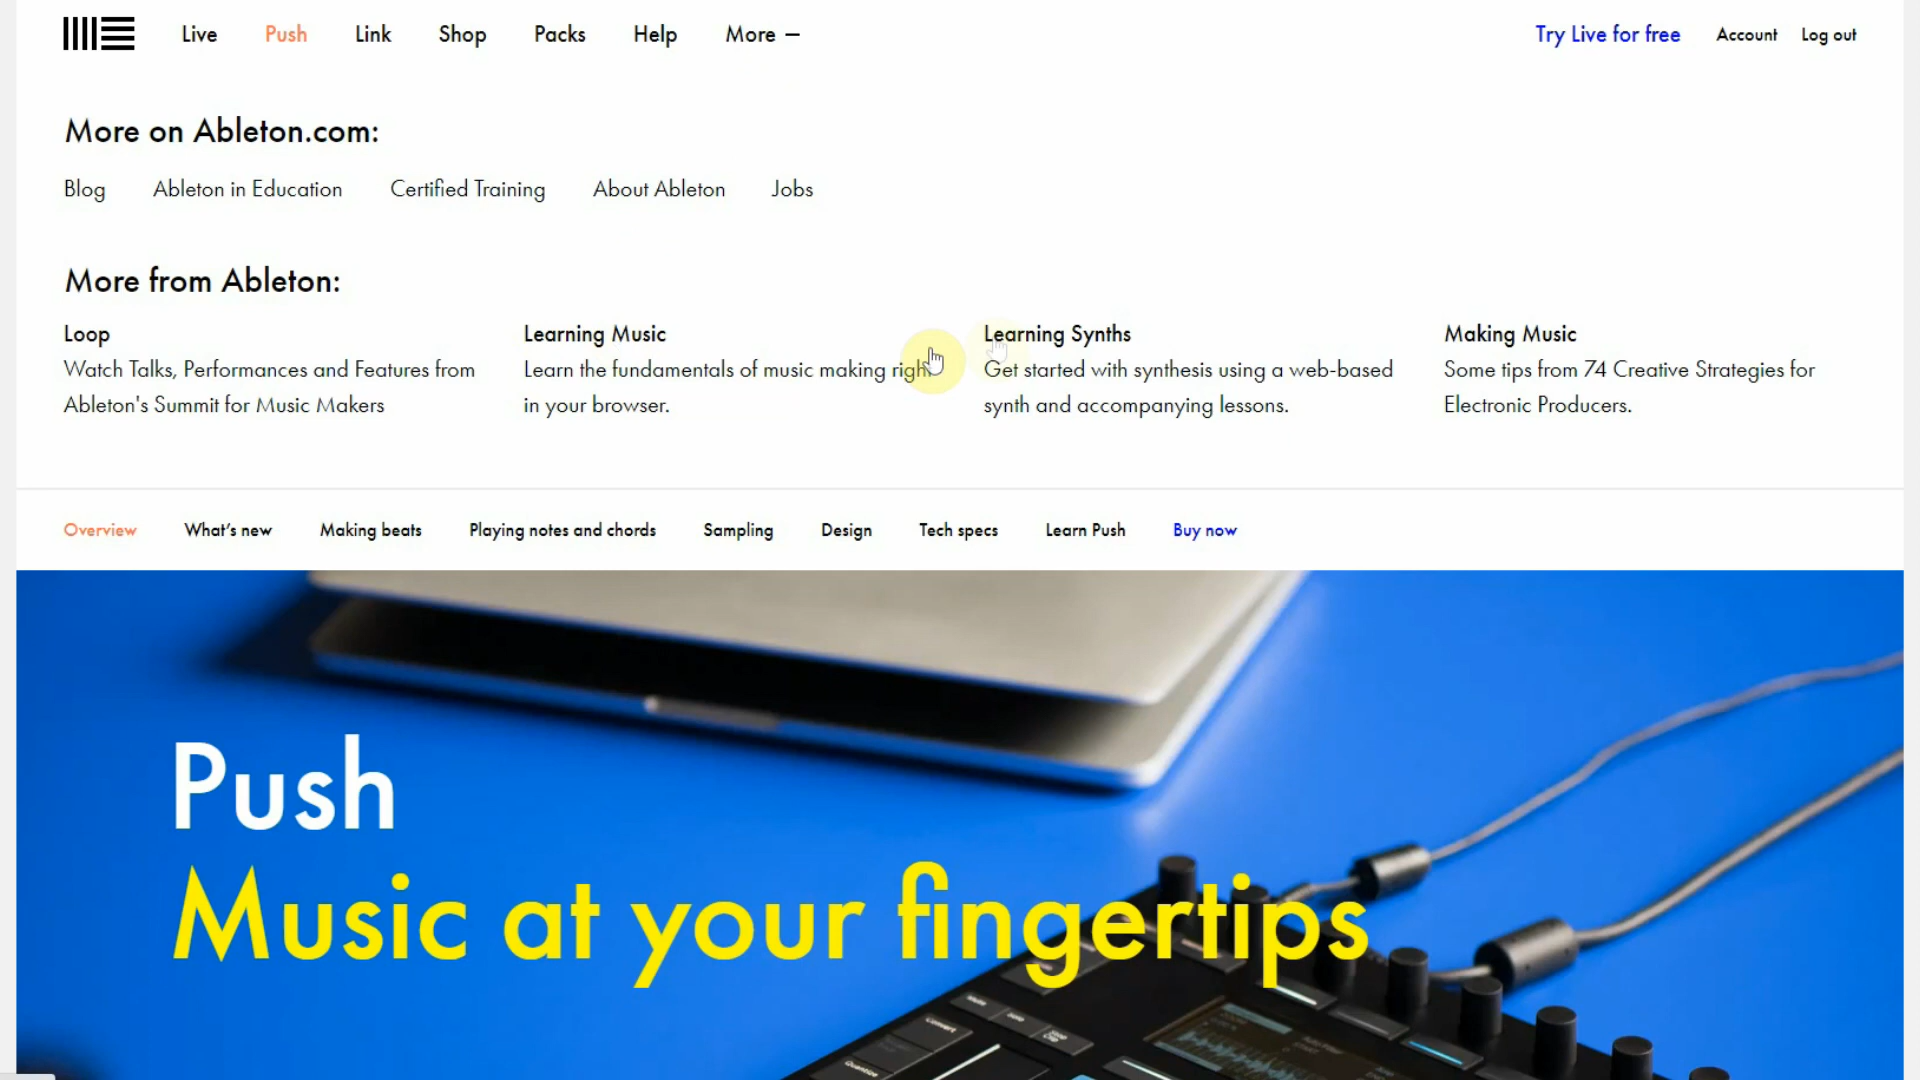 Live Push Link Shop Packs Help More — Try Live for free Account Log out
More on Ableton.com:
Blog Ableton in Education Certified Training About Ableton Jobs
More from Ableton:
Loop
Watch Talks, Performances and Features from
Ableton's Summit for Music Makers
Learning Music
Learn the fundamentals of music making right
in your browser.
Learning Synths
Get started with synthesis using a web-based
synth and accompanying lessons.
Making Music
Some tips from 74 Creative Strategies for
Electronic Producers.
Overview What's new Making beats Playing notes and chords Sampling Design Tech specs Learn Push Buy now
Push
Music at your fingertips
Convert
Quantize